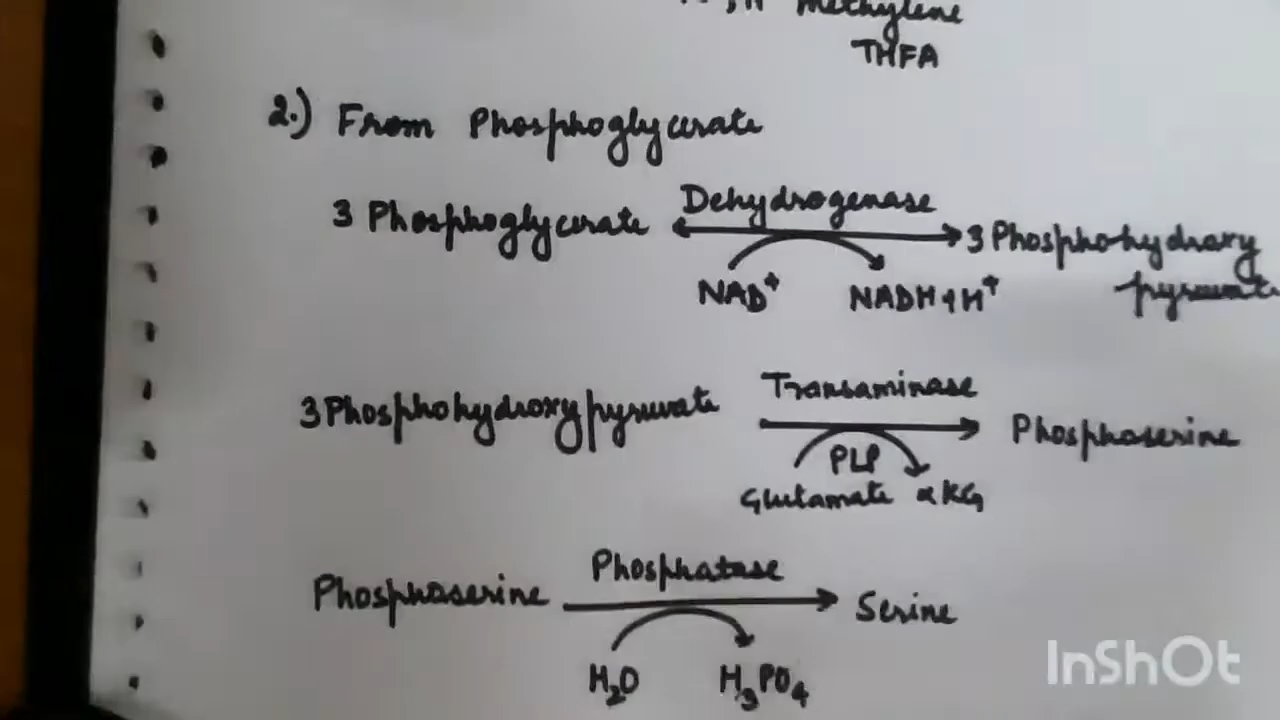 Methylene
THFA
2.) From Phosphoglycerate
3 Phosphoglycerate Dehydrogenase 3 Phosphohydroxy
pyruvate
NAD+ NADH+H+
3 Phosphohydroxypyruvate Transaminase Phosphoserine
PLP
Glutamate αKG
Phosphoserine Phosphatase Serine
H2O H3PO4
InShOt